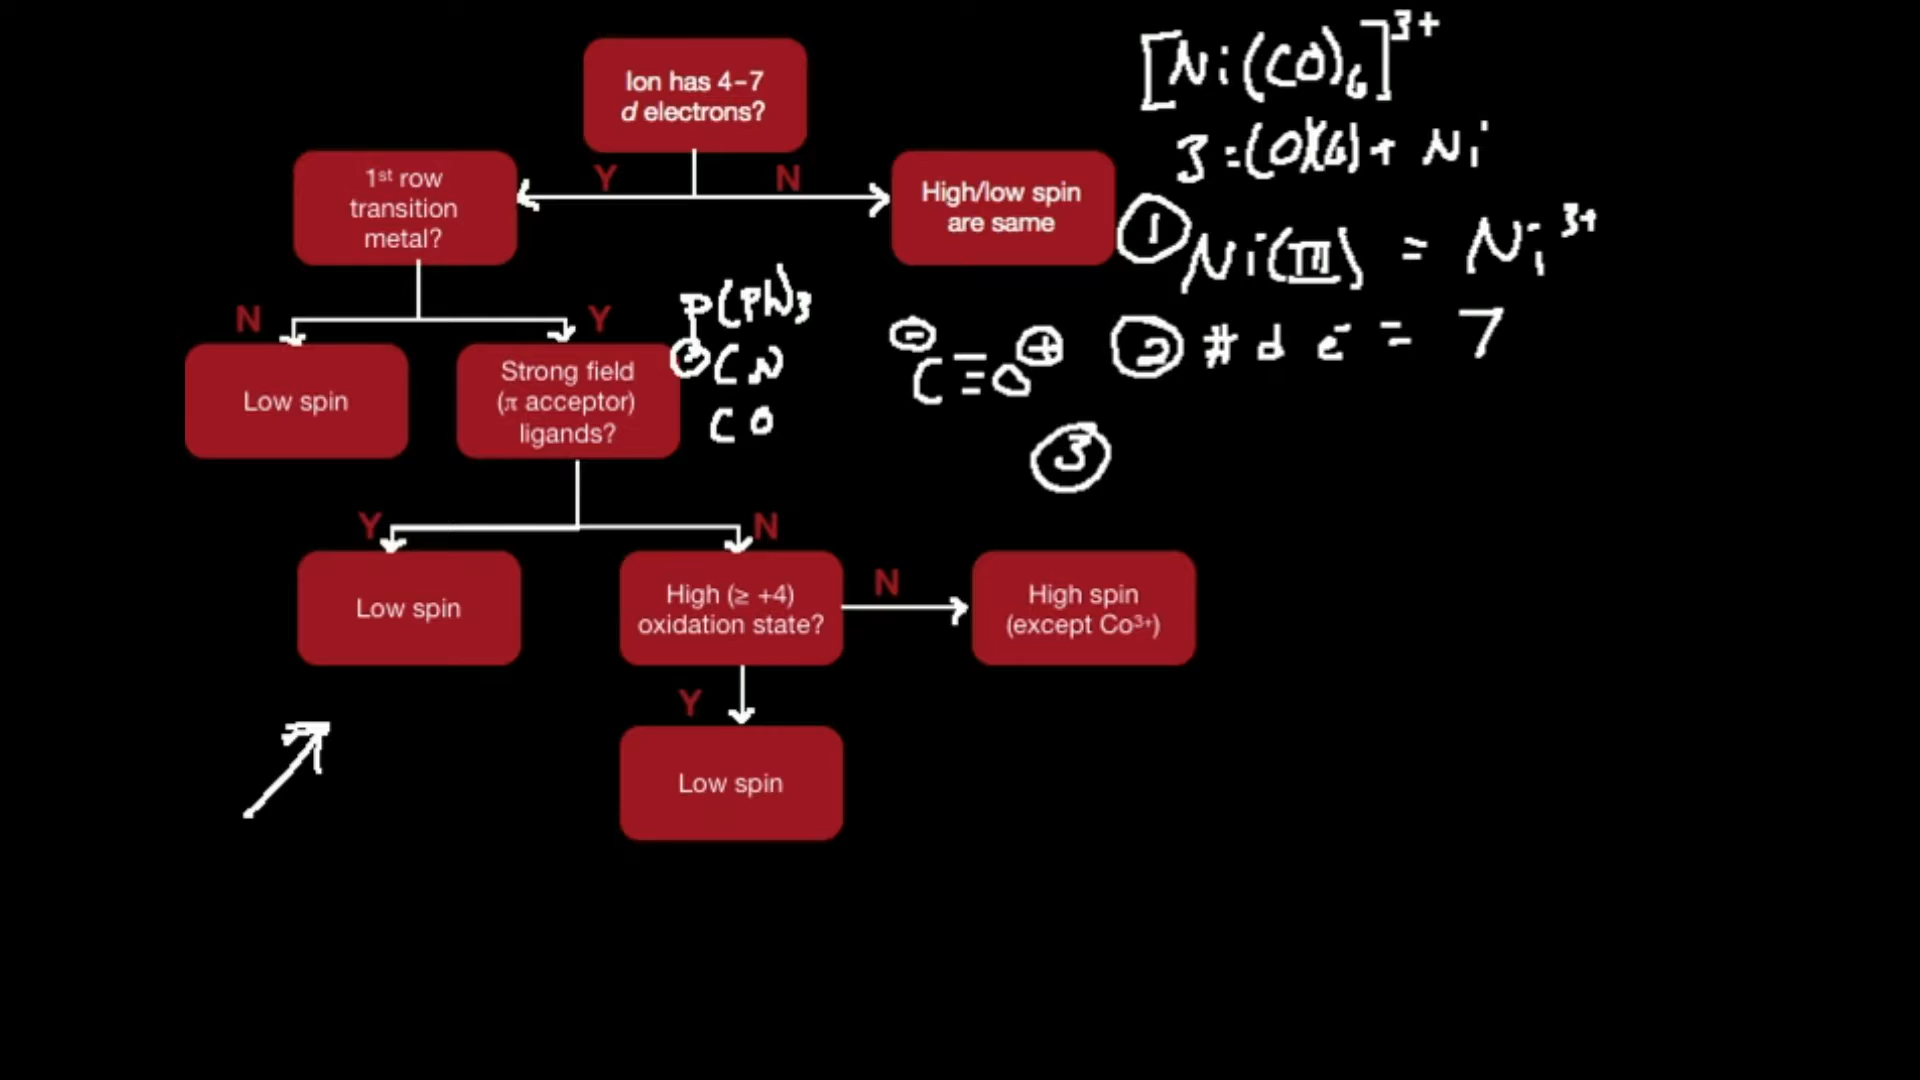 Ion has 4–7
d electrons?
Y
N
1st row
transition
metal?
High/low spin
are same
N
Y
Low spin
Strong field
(π acceptor)
ligands?
Y
N
Low spin
High (≥ +4)
oxidation state?
N
High spin
(except Co³⁺)
Y
Low spin
P(Ph)₃
⊖CN
CO
⊖ ⊕
C≡O
[Ni(CO)₆]³⁺
3=(0)(6)+ Ni
① Ni(III) = Ni³⁺
② # d e⁻ = 7
③